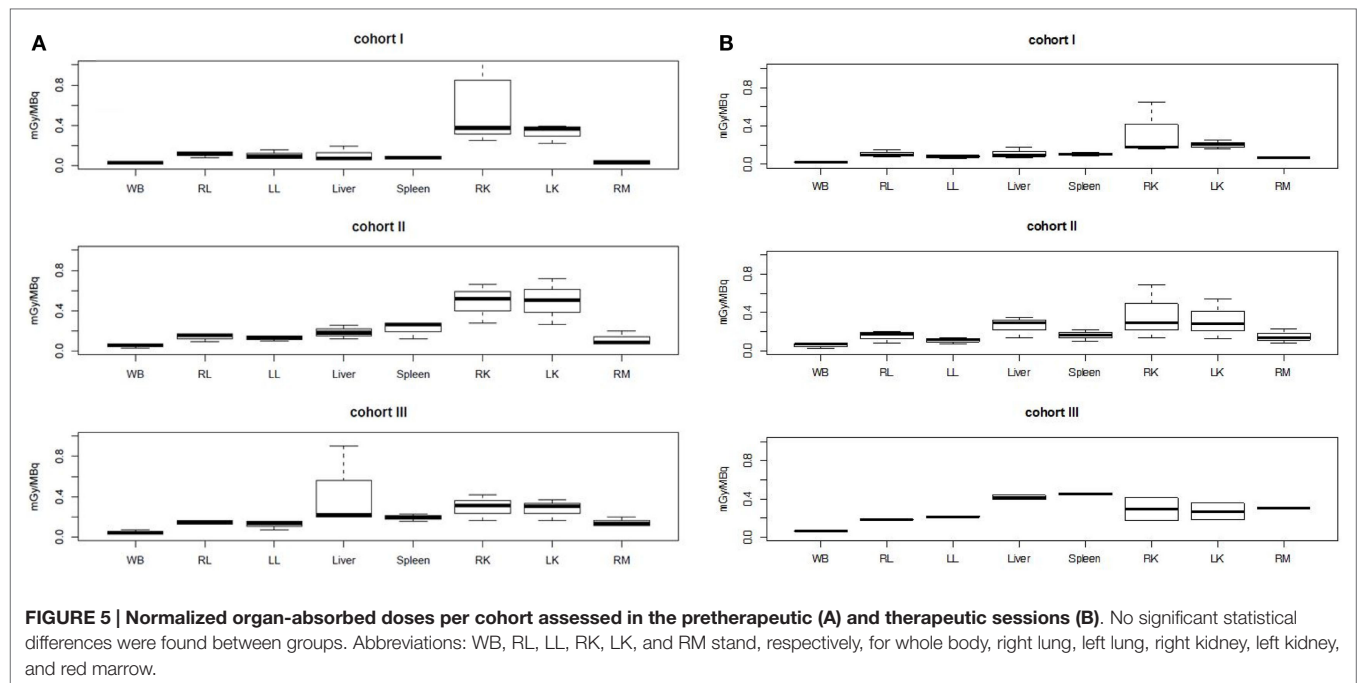 A
cohort I
mGy/MBq
0.8
0.4
0.0
WB RL LL Liver Spleen RK LK RM
cohort II
mGy/MBq
0.8
0.4
0.0
WB RL LL Liver Spleen RK LK RM
cohort III
mGy/MBq
0.8
0.4
0.0
WB RL LL Liver Spleen RK LK RM
B
cohort I
mGy/MBq
0.8
0.4
0.0
WB RL LL Liver Spleen RK LK RM
cohort II
mGy/MBq
0.8
0.4
0.0
WB RL LL Liver Spleen RK LK RM
cohort III
mGy/MBq
0.8
0.4
0.0
WB RL LL Liver Spleen RK LK RM
FIGURE 5 | Normalized organ-absorbed doses per cohort assessed in the pretherapeutic (A) and therapeutic sessions (B). No significant statistical
differences were found between groups. Abbreviations: WB, RL, LL, RK, LK, and RM stand, respectively, for whole body, right lung, left lung, right kidney, left kidney,
and red marrow.